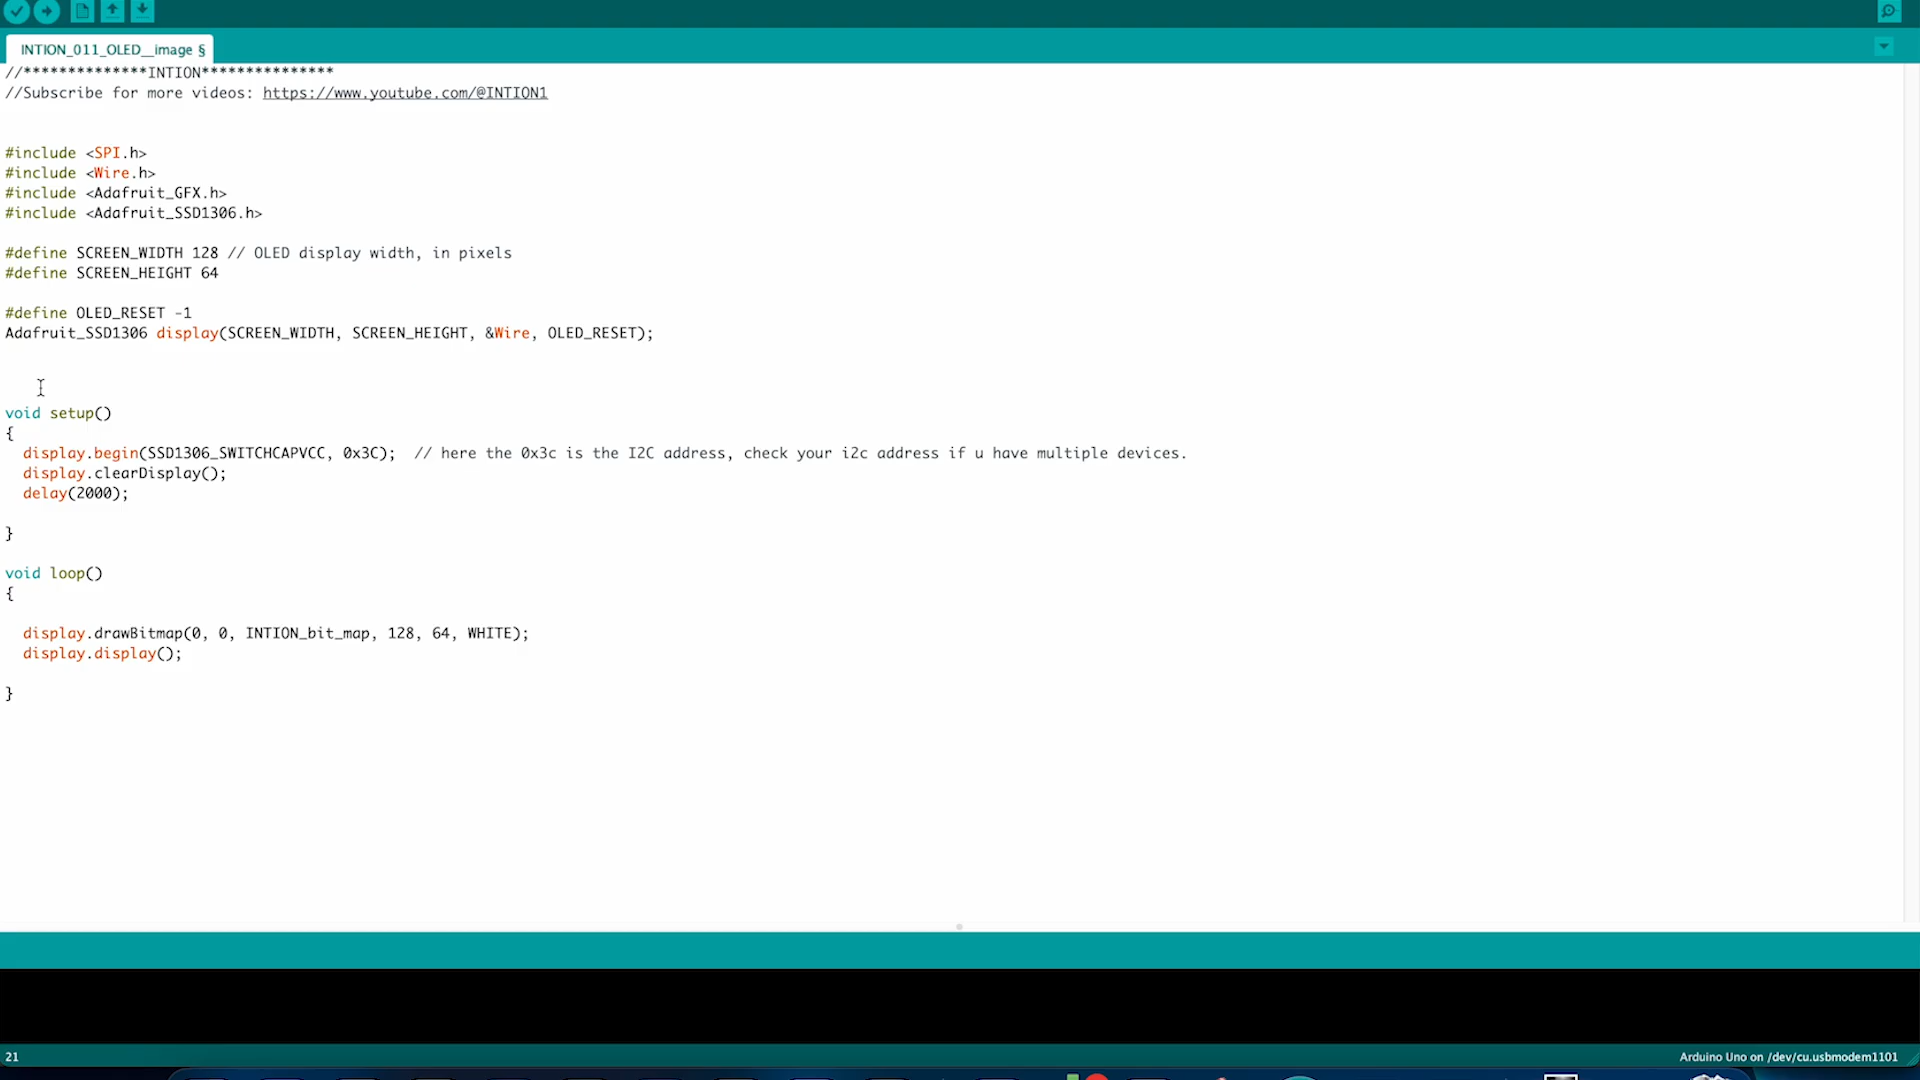 INTION_011_OLED__image §
//**************INTION***************
//Subscribe for more videos: https://www.youtube.com/@INTION1
#include <SPI.h>
#include <Wire.h>
#include <Adafruit_GFX.h>
#include <Adafruit_SSD1306.h>
#define SCREEN_WIDTH 128 // OLED display width, in pixels
#define SCREEN_HEIGHT 64
#define OLED_RESET -1
Adafruit_SSD1306 display(SCREEN_WIDTH, SCREEN_HEIGHT, &Wire, OLED_RESET);
void setup()
{
display.begin(SSD1306_SWITCHCAPVCC, 0x3C);  // here the 0x3c is the I2C address, check your i2c address if u have multiple devices.
display.clearDisplay();
delay(2000);
}
void loop()
{
display.drawBitmap(0, 0, INTION_bit_map, 128, 64, WHITE);
display.display();
}
21
Arduino Uno on /dev/cu.usbmodem1101